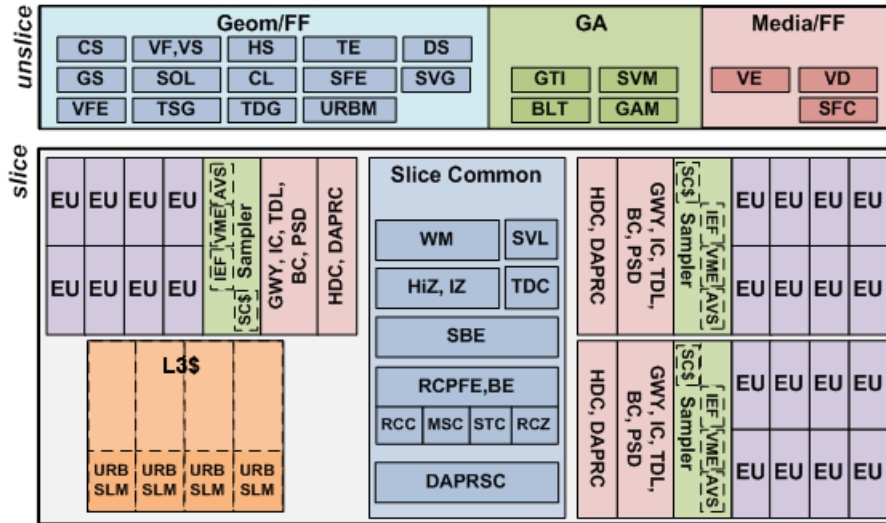 unslice
Geom/FF
CS VF,VS HS TE DS
GS SOL CL SFE SVG
VFE TSG TDG URBM
GA
GTI SVM
BLT GAM
Media/FF
VE VD
SFC
slice
EU EU EU EU
EU EU EU EU
IEF VME AVS
SC$ Sampler
GWY, IC, TDL,
BC, PSD
HDC, DAPRC
L3$
URB URB URB URB
SLM SLM SLM SLM
Slice Common
WM SVL
HiZ, IZ TDC
SBE
RCPFE,BE
RCC MSC STC RCZ
DAPRSC
HDC, DAPRC
GWY, IC, TDL,
BC, PSD
SC$ Sampler
IEF VME AVS
EU EU EU EU
EU EU EU EU
HDC, DAPRC
GWY, IC, TDL,
BC, PSD
SC$ Sampler
IEF VME AVS
EU EU EU EU
EU EU EU EU